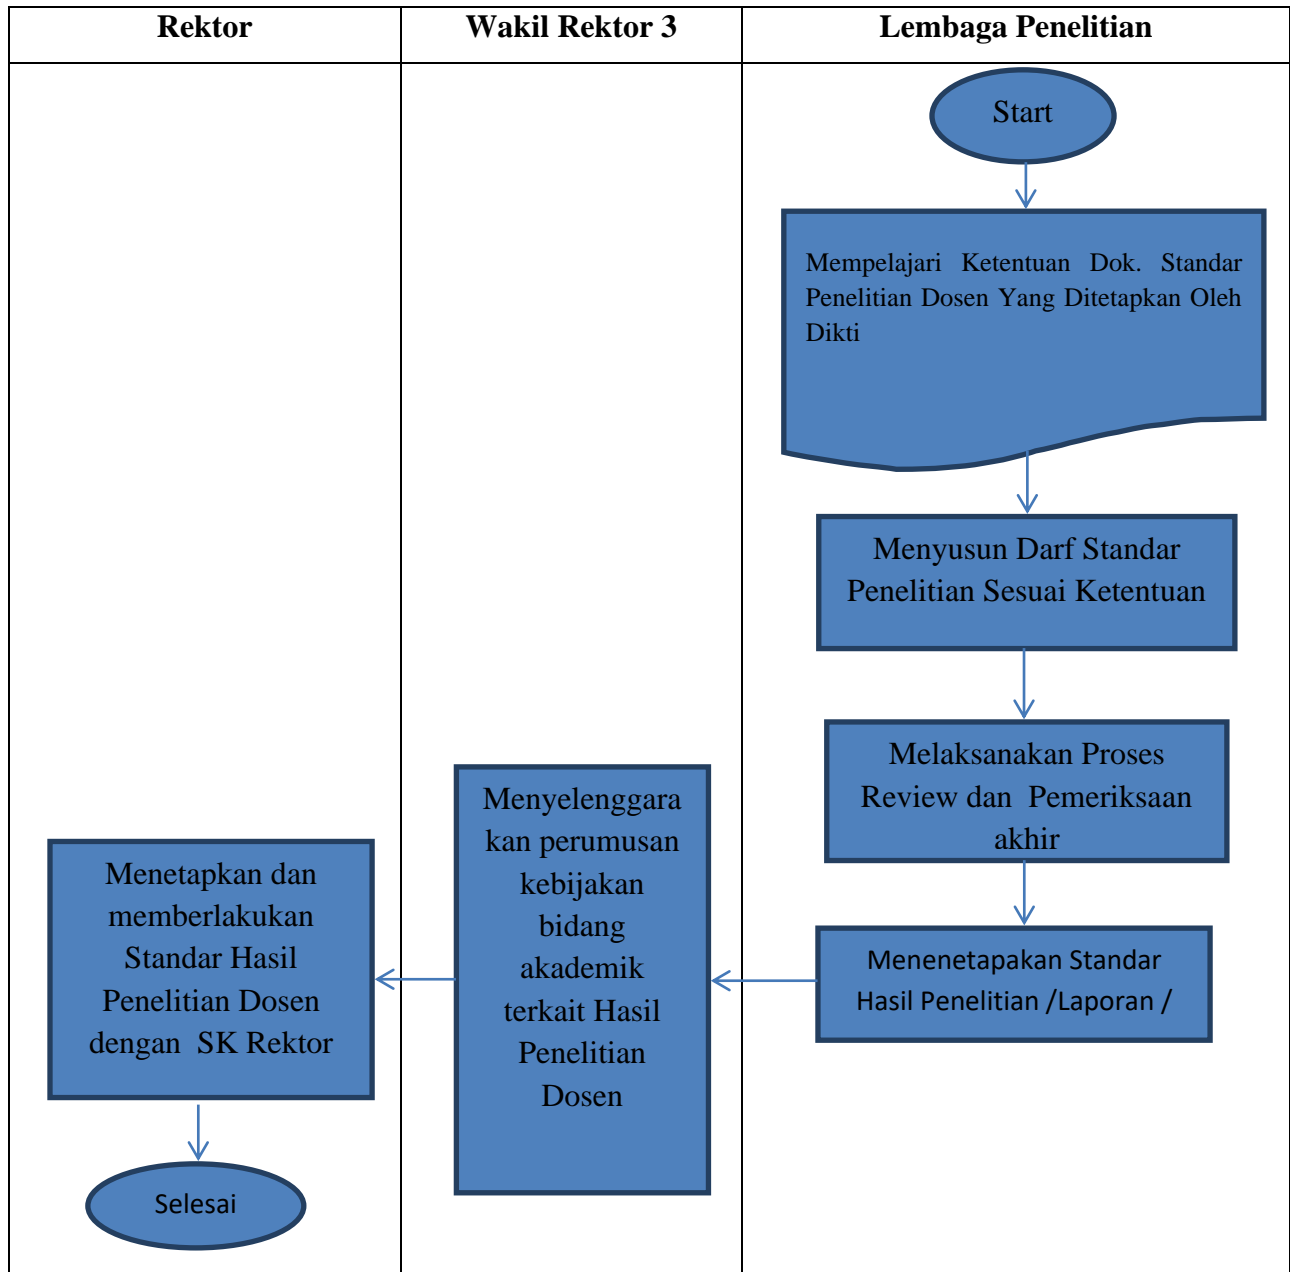 Rektor
Wakil Rektor 3
Lembaga Penelitian
Start
Mempelajari Ketentuan Dok. Standar
Penelitian Dosen Yang Ditetapkan Oleh
Dikti
Menyusun Darf Standar
Penelitian Sesuai Ketentuan
Melaksanakan Proses
Review dan Pemeriksaan
akhir
Menenetapakan Standar
Hasil Penelitian /Laporan /
Menyelenggara
kan perumusan
kebijakan
bidang
akademik
terkait Hasil
Penelitian
Dosen
Menetapkan dan
memberlakukan
Standar Hasil
Penelitian Dosen
dengan SK Rektor
Selesai